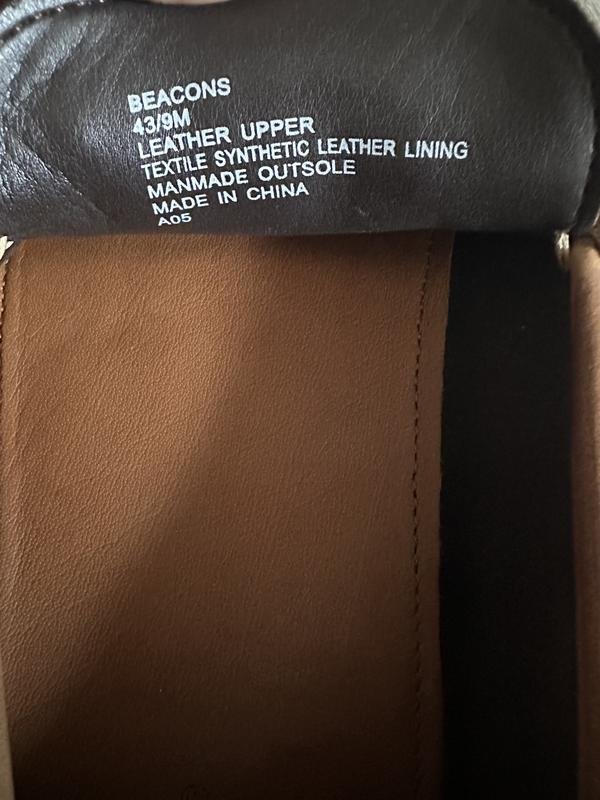 BEACONS
43/9M
LEATHER UPPER
TEXTILE SYNTHETIC LEATHER LINING
MANMADE OUTSOLE
MADE IN CHINA
A05